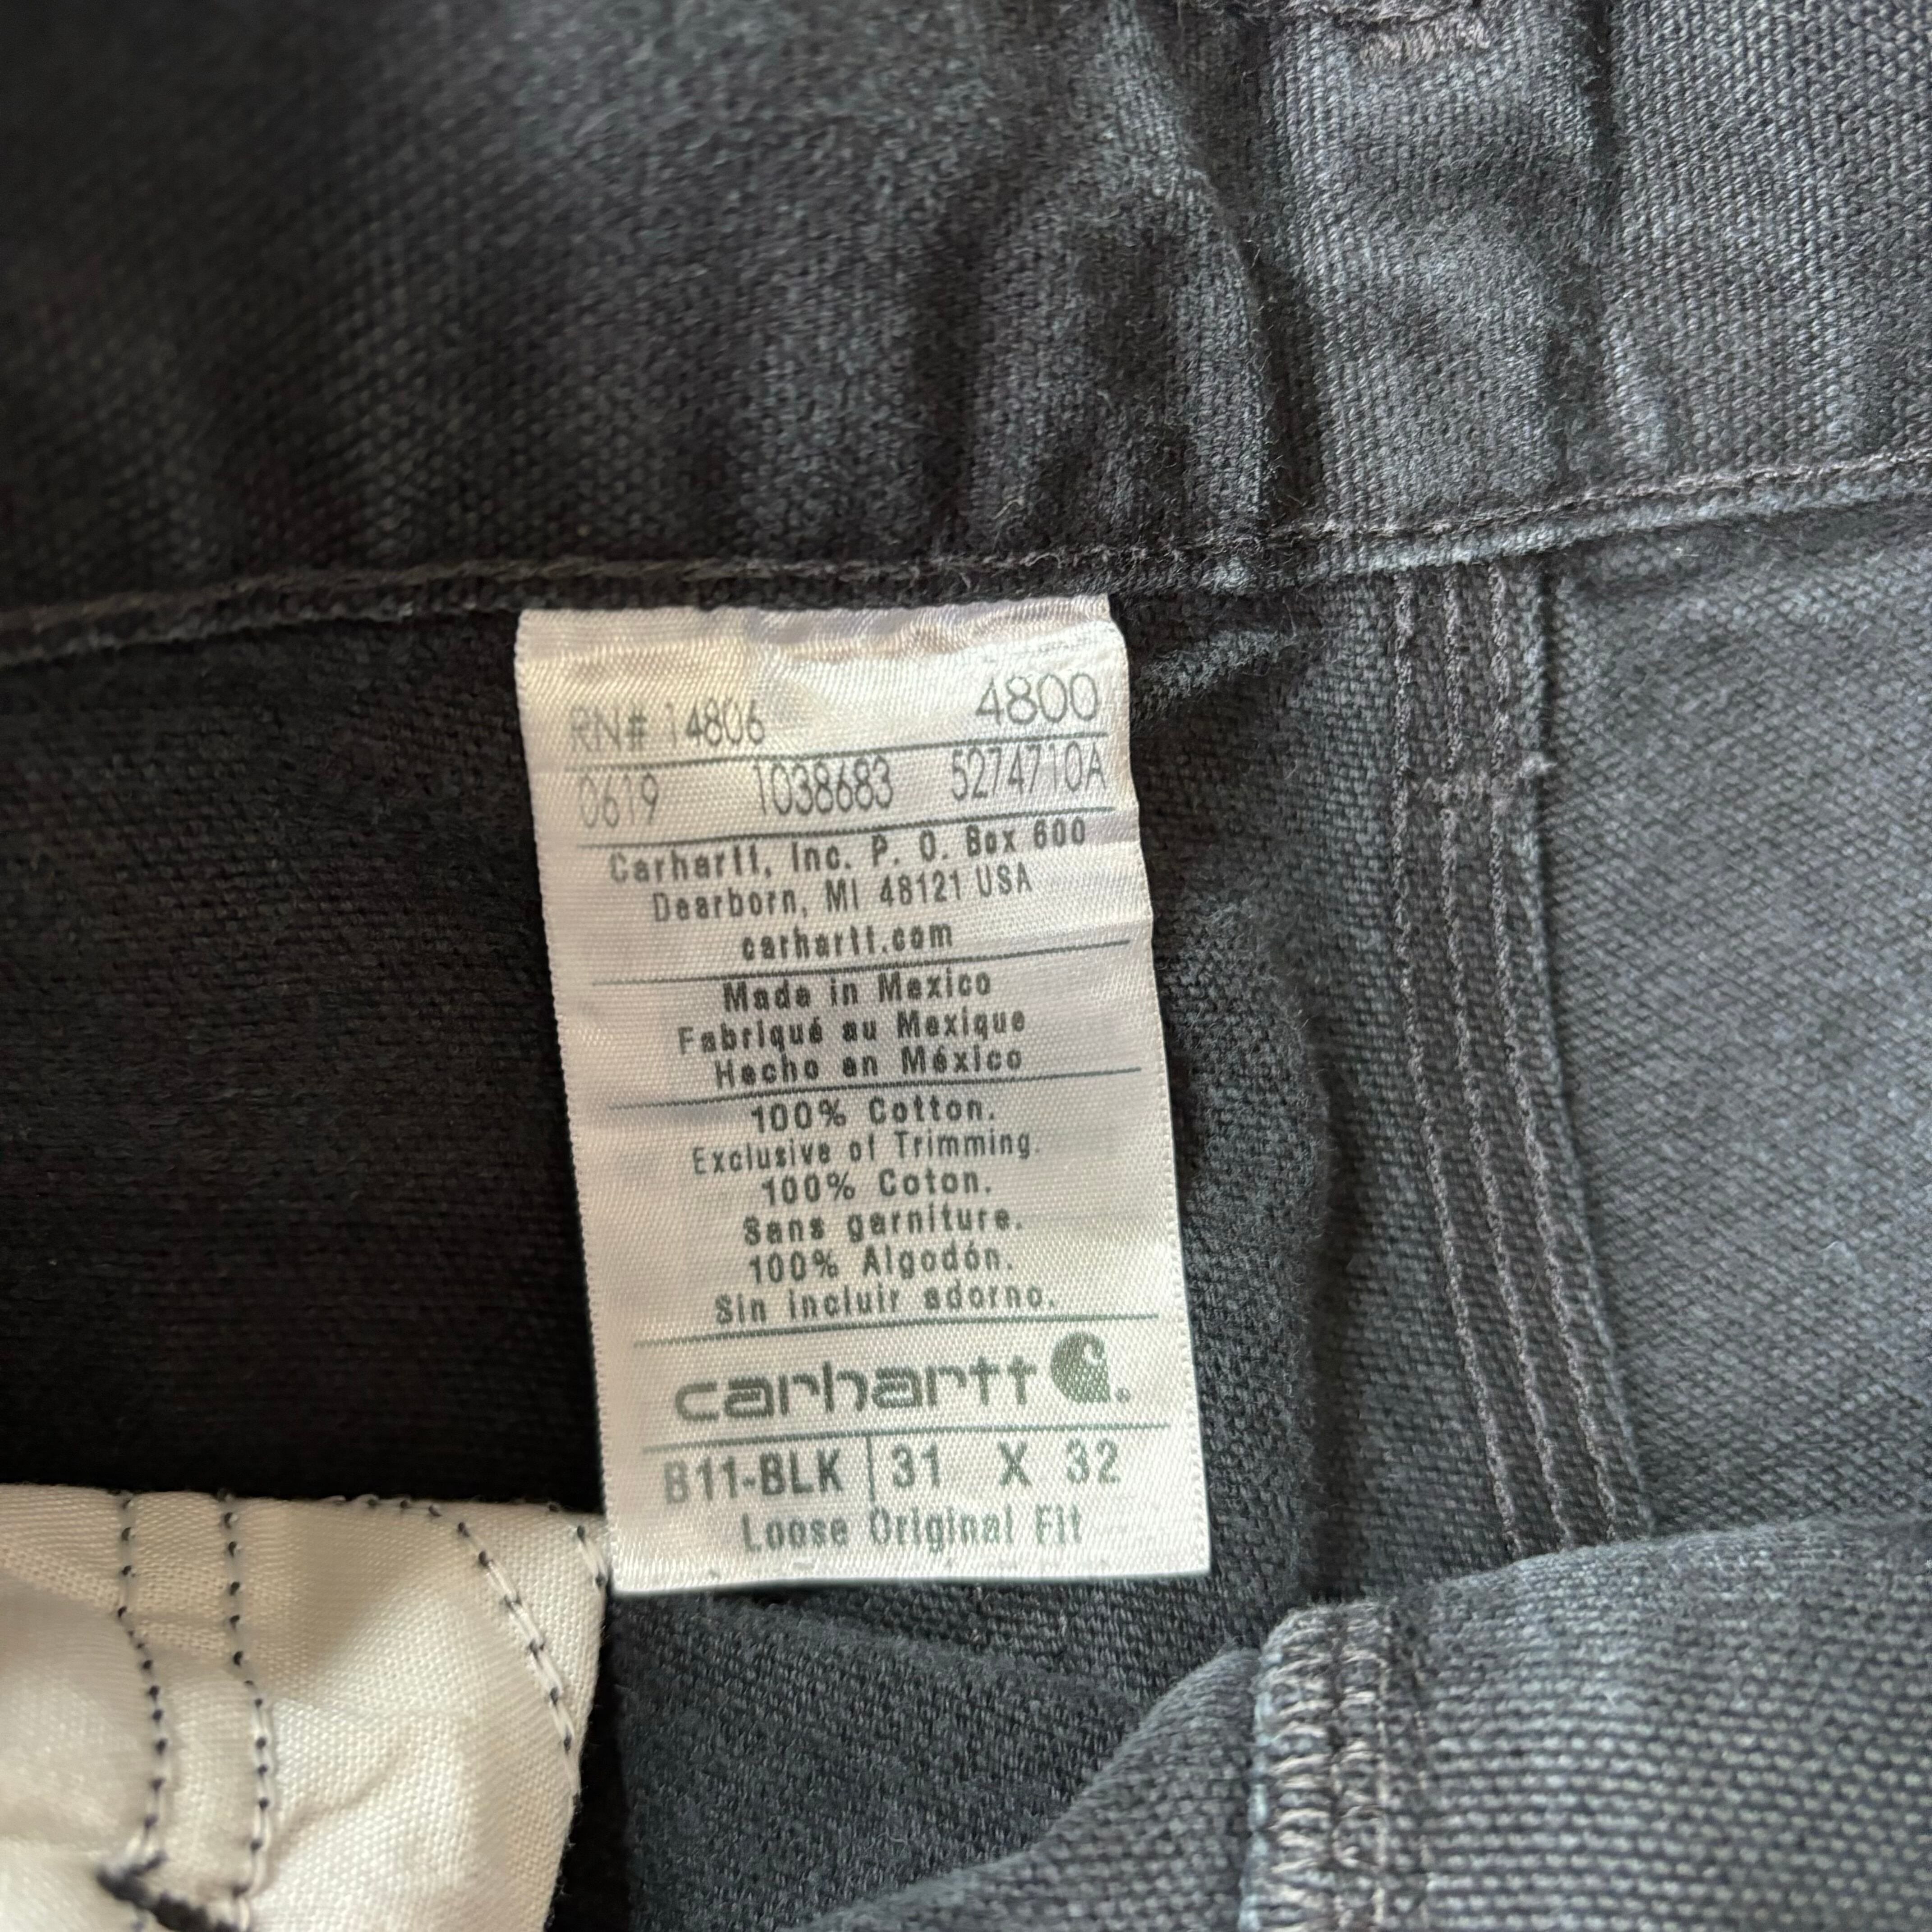 RN# 14806 4800
0619 1038683 5274710A
Carhartt, Inc. P. O. Box 600
Dearborn, MI 48121 USA
carhartt.com
Made in Mexico
Fabriqué au Mexique
Hecho en México
100% Cotton.
Exclusive of Trimming.
100% Coton.
Sans garniture.
100% Algodón.
Sin incluir adorno.
carhartt
B11-BLK 31 X 32
Loose Original Fit